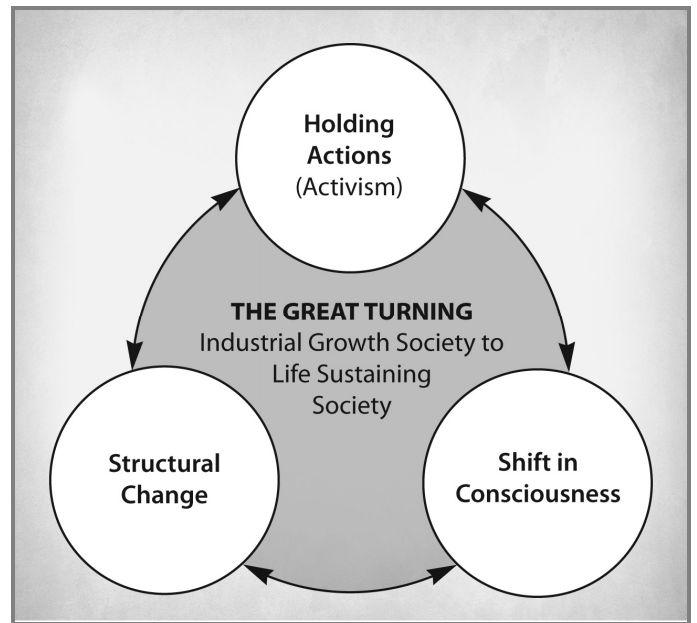 Holding
Actions
(Activism)
THE GREAT TURNING
Industrial Growth Society to
Life Sustaining
Society
Structural
Change
Shift in
Consciousness